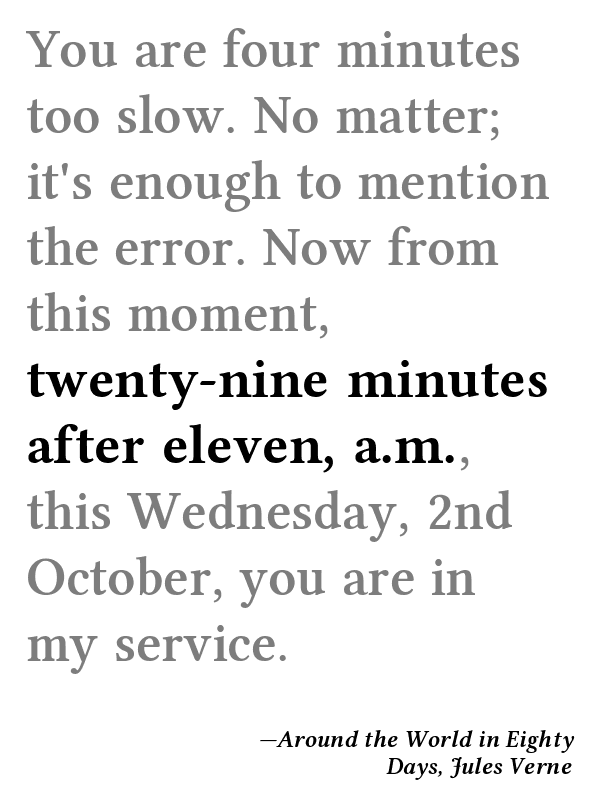 You are four minutes
too slow. No matter;
it's enough to mention
the error. Now from
this moment,
twenty-nine minutes
after eleven, a.m.,
this Wednesday, 2nd
October, you are in
my service.
—Around the World in Eighty
Days, Jules Verne